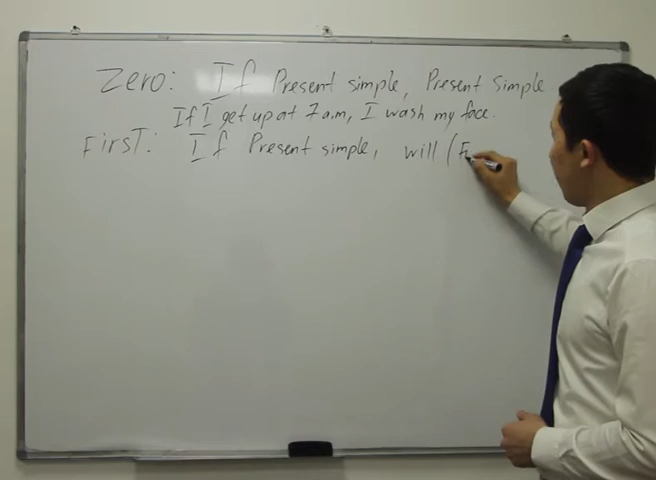 Zero: If Present simple, Present Simple
If I get up at 7 a.m, I wash my face.
First: If Present simple, will (F